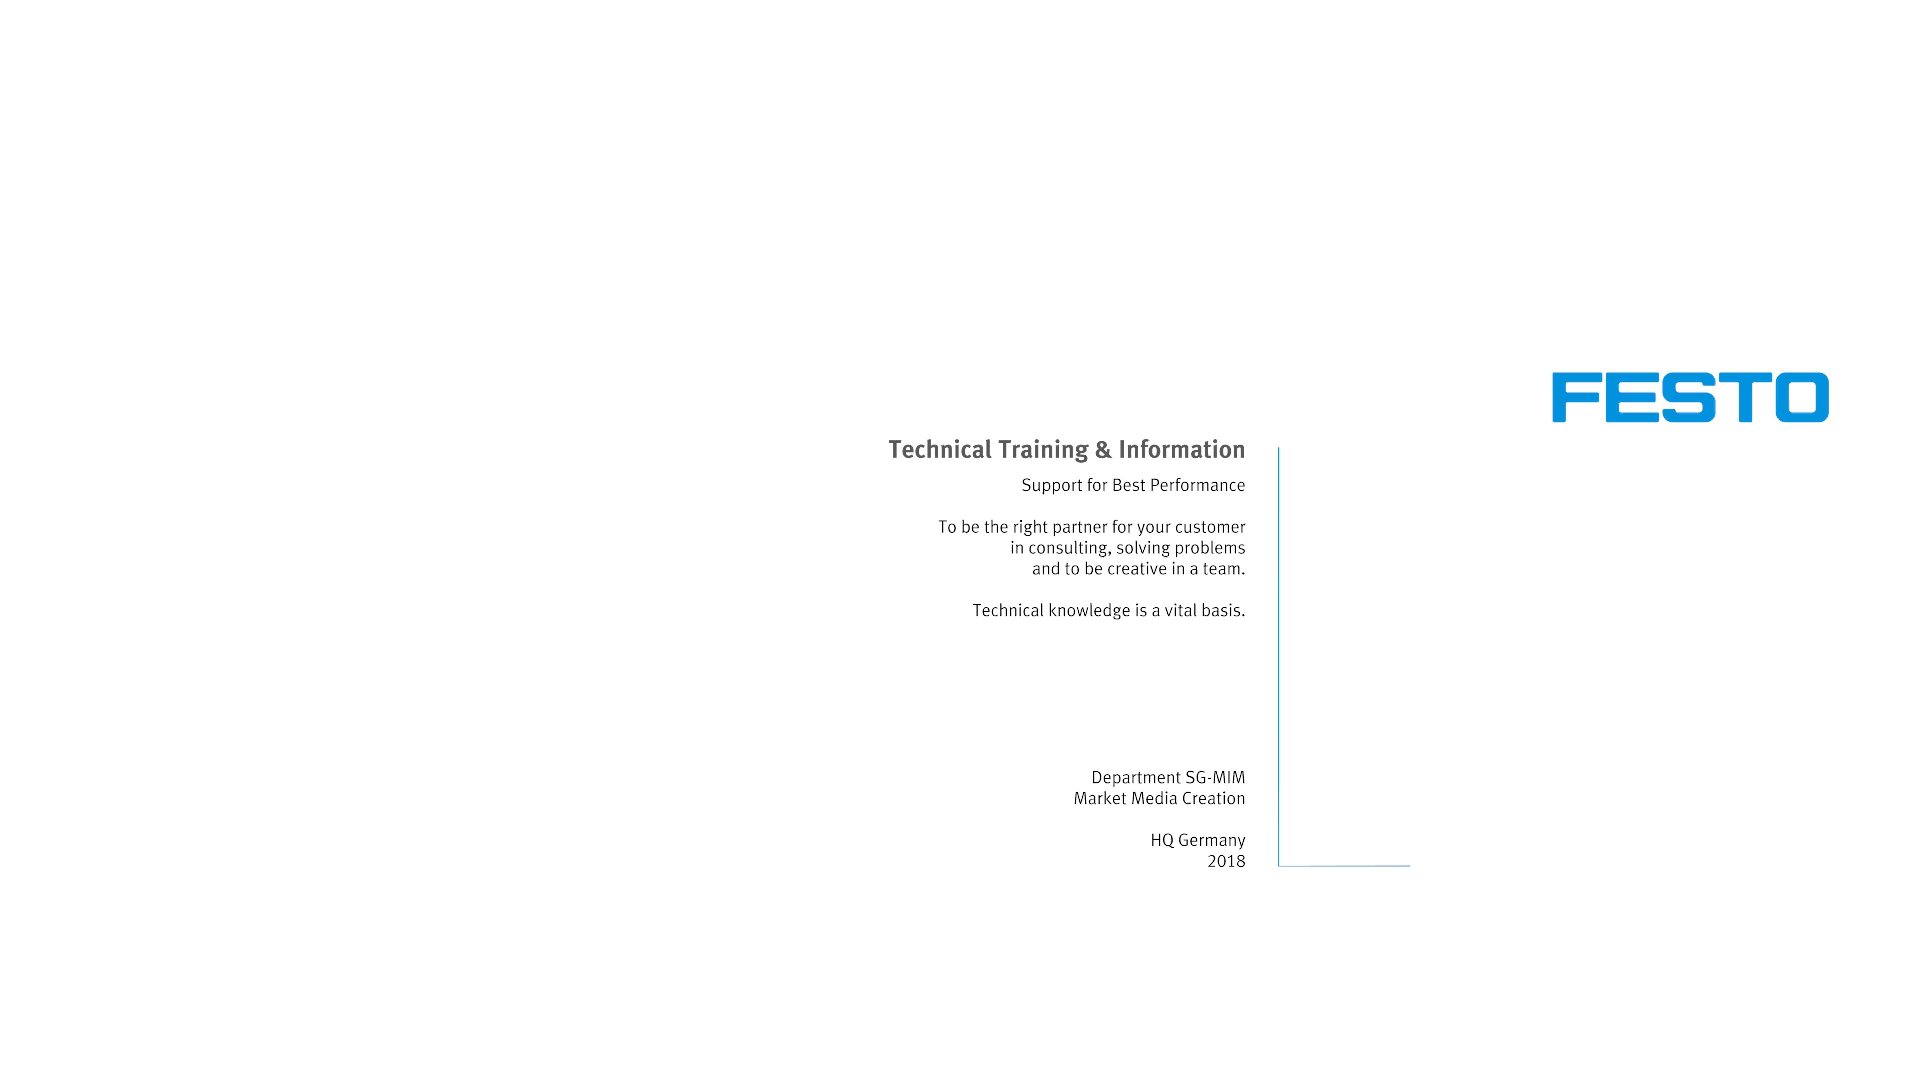 FESTO
Technical Training & Information
Support for Best Performance
To be the right partner for your customer
in consulting, solving problems
and to be creative in a team.
Technical knowledge is a vital basis.
Department SG-MIM
Market Media Creation
HQ Germany
2018